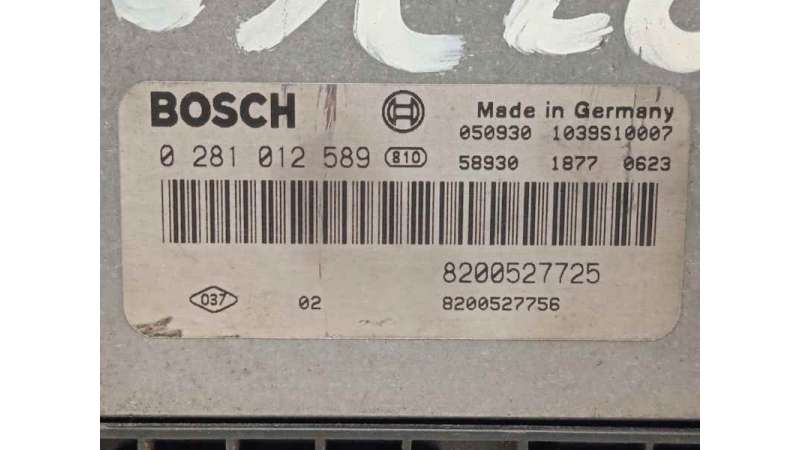 BOSCH
Made in Germany
050930 1039S10007
0 281 012 589 810
58930 1877 0623
8200527725
037 02 8200527756